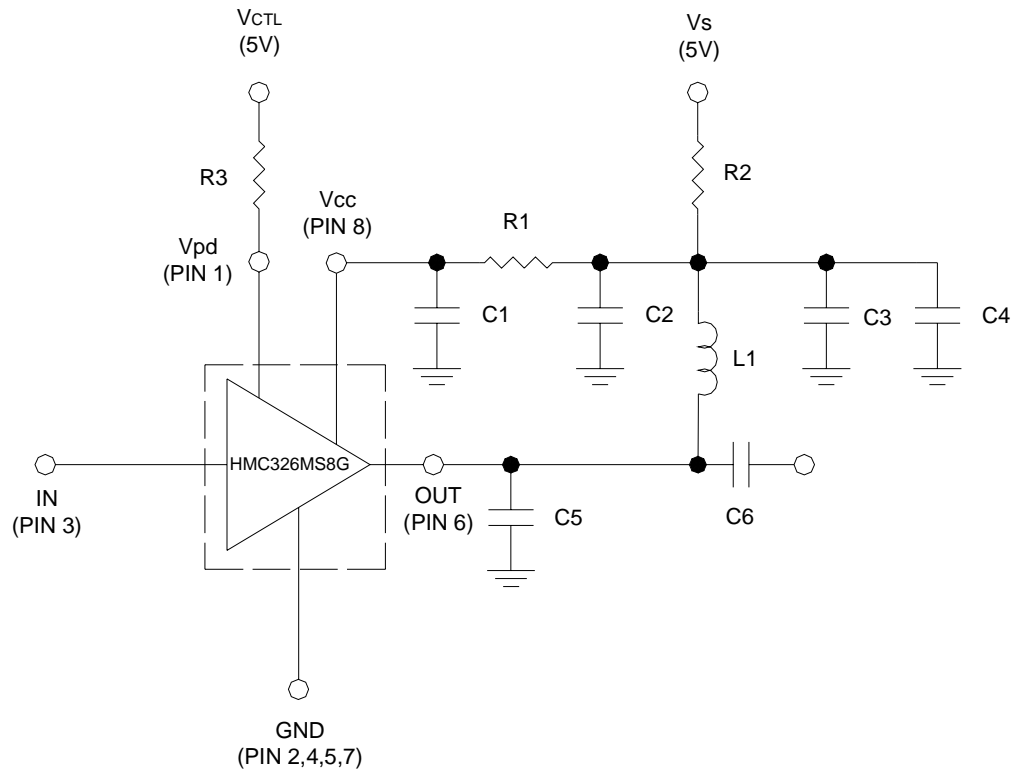 VCTL
(5V)
Vs
(5V)
R3
R2
Vcc
(PIN 8)
R1
Vpd
(PIN 1)
C1
C2
C3
C4
L1
HMC326MS8G
IN
(PIN 3)
OUT
(PIN 6)
C5
C6
GND
(PIN 2,4,5,7)